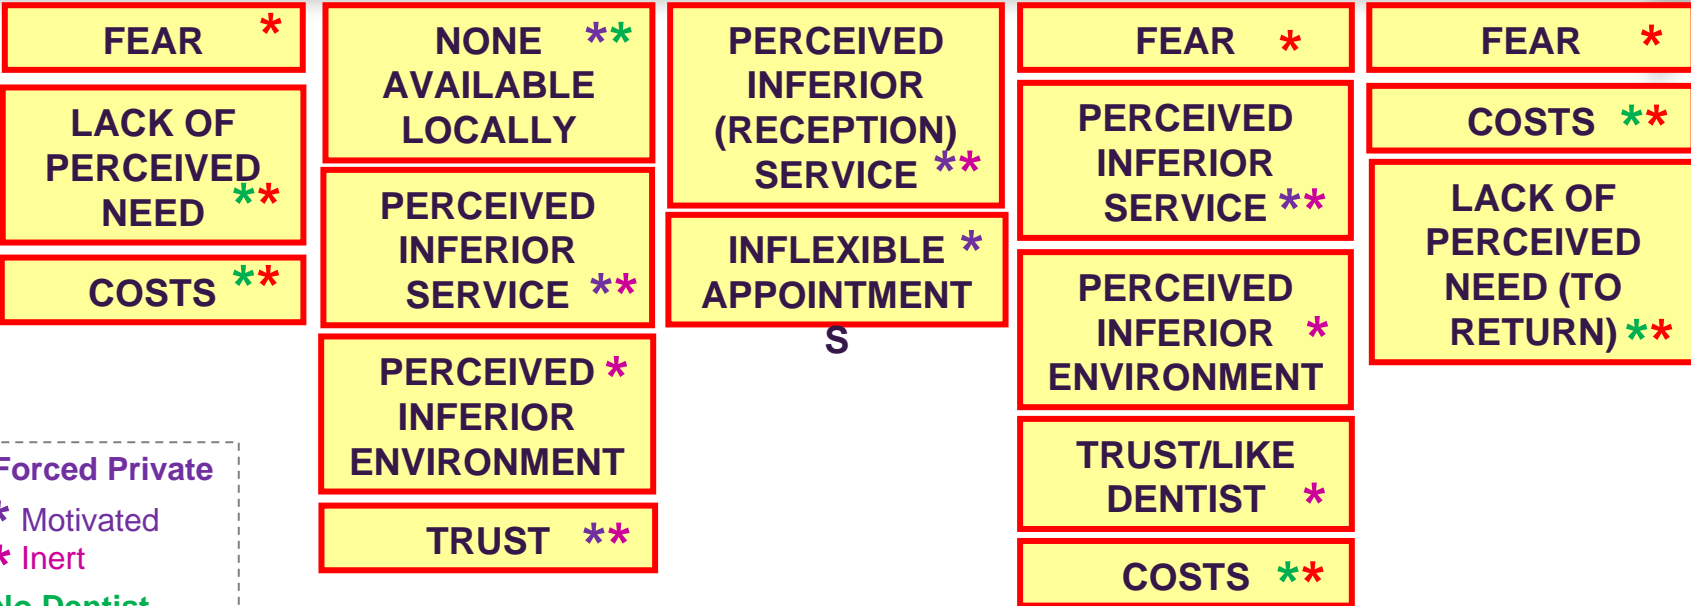 FEAR *
LACK OF
PERCEIVED
NEED **
COSTS **
NONE **
AVAILABLE
LOCALLY
PERCEIVED
INFERIOR
SERVICE **
PERCEIVED *
INFERIOR
ENVIRONMENT
TRUST **
PERCEIVED
INFERIOR
(RECEPTION)
SERVICE **
INFLEXIBLE *
APPOINTMENT
S
FEAR *
PERCEIVED
INFERIOR
SERVICE **
PERCEIVED
INFERIOR *
ENVIRONMENT
TRUST/LIKE
DENTIST *
COSTS **
FEAR *
COSTS **
LACK OF
PERCEIVED
NEED (TO
RETURN) **
Forced Private
* Motivated
* Inert
No Dentist